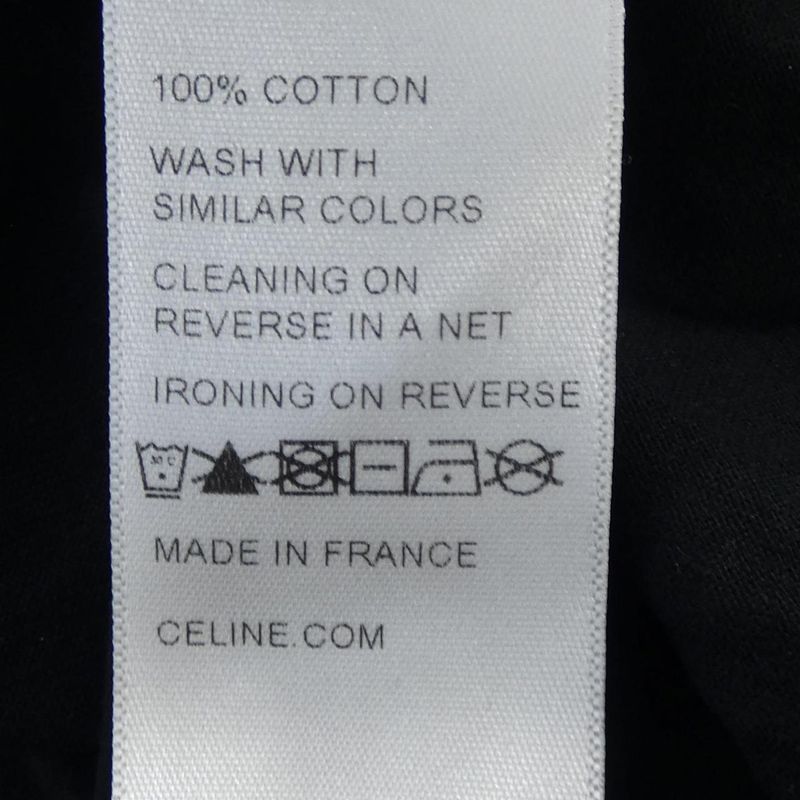 100% COTTON
WASH WITH
SIMILAR COLORS
CLEANING ON
REVERSE IN A NET
IRONING ON REVERSE
30°C
MADE IN FRANCE
CELINE.COM